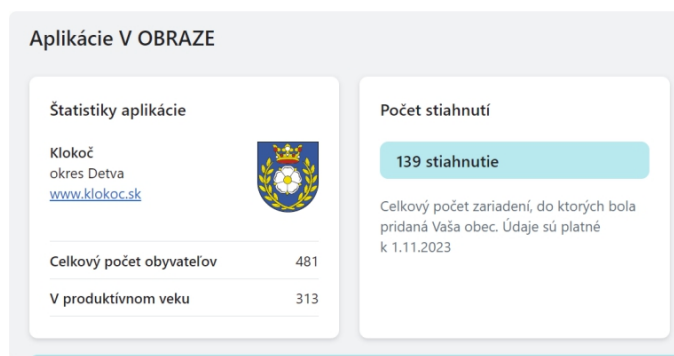 Aplikácie V OBRAZE
Štatistiky aplikácie
Klokoč
okres Detva
www.klokoc.sk
Celkový počet obyvateľov 481
V produktívnom veku 313
Počet stiahnutí
139 stiahnutie
Celkový počet zariadení, do ktorých bola
pridaná Vaša obec. Údaje sú platné
k 1.11.2023